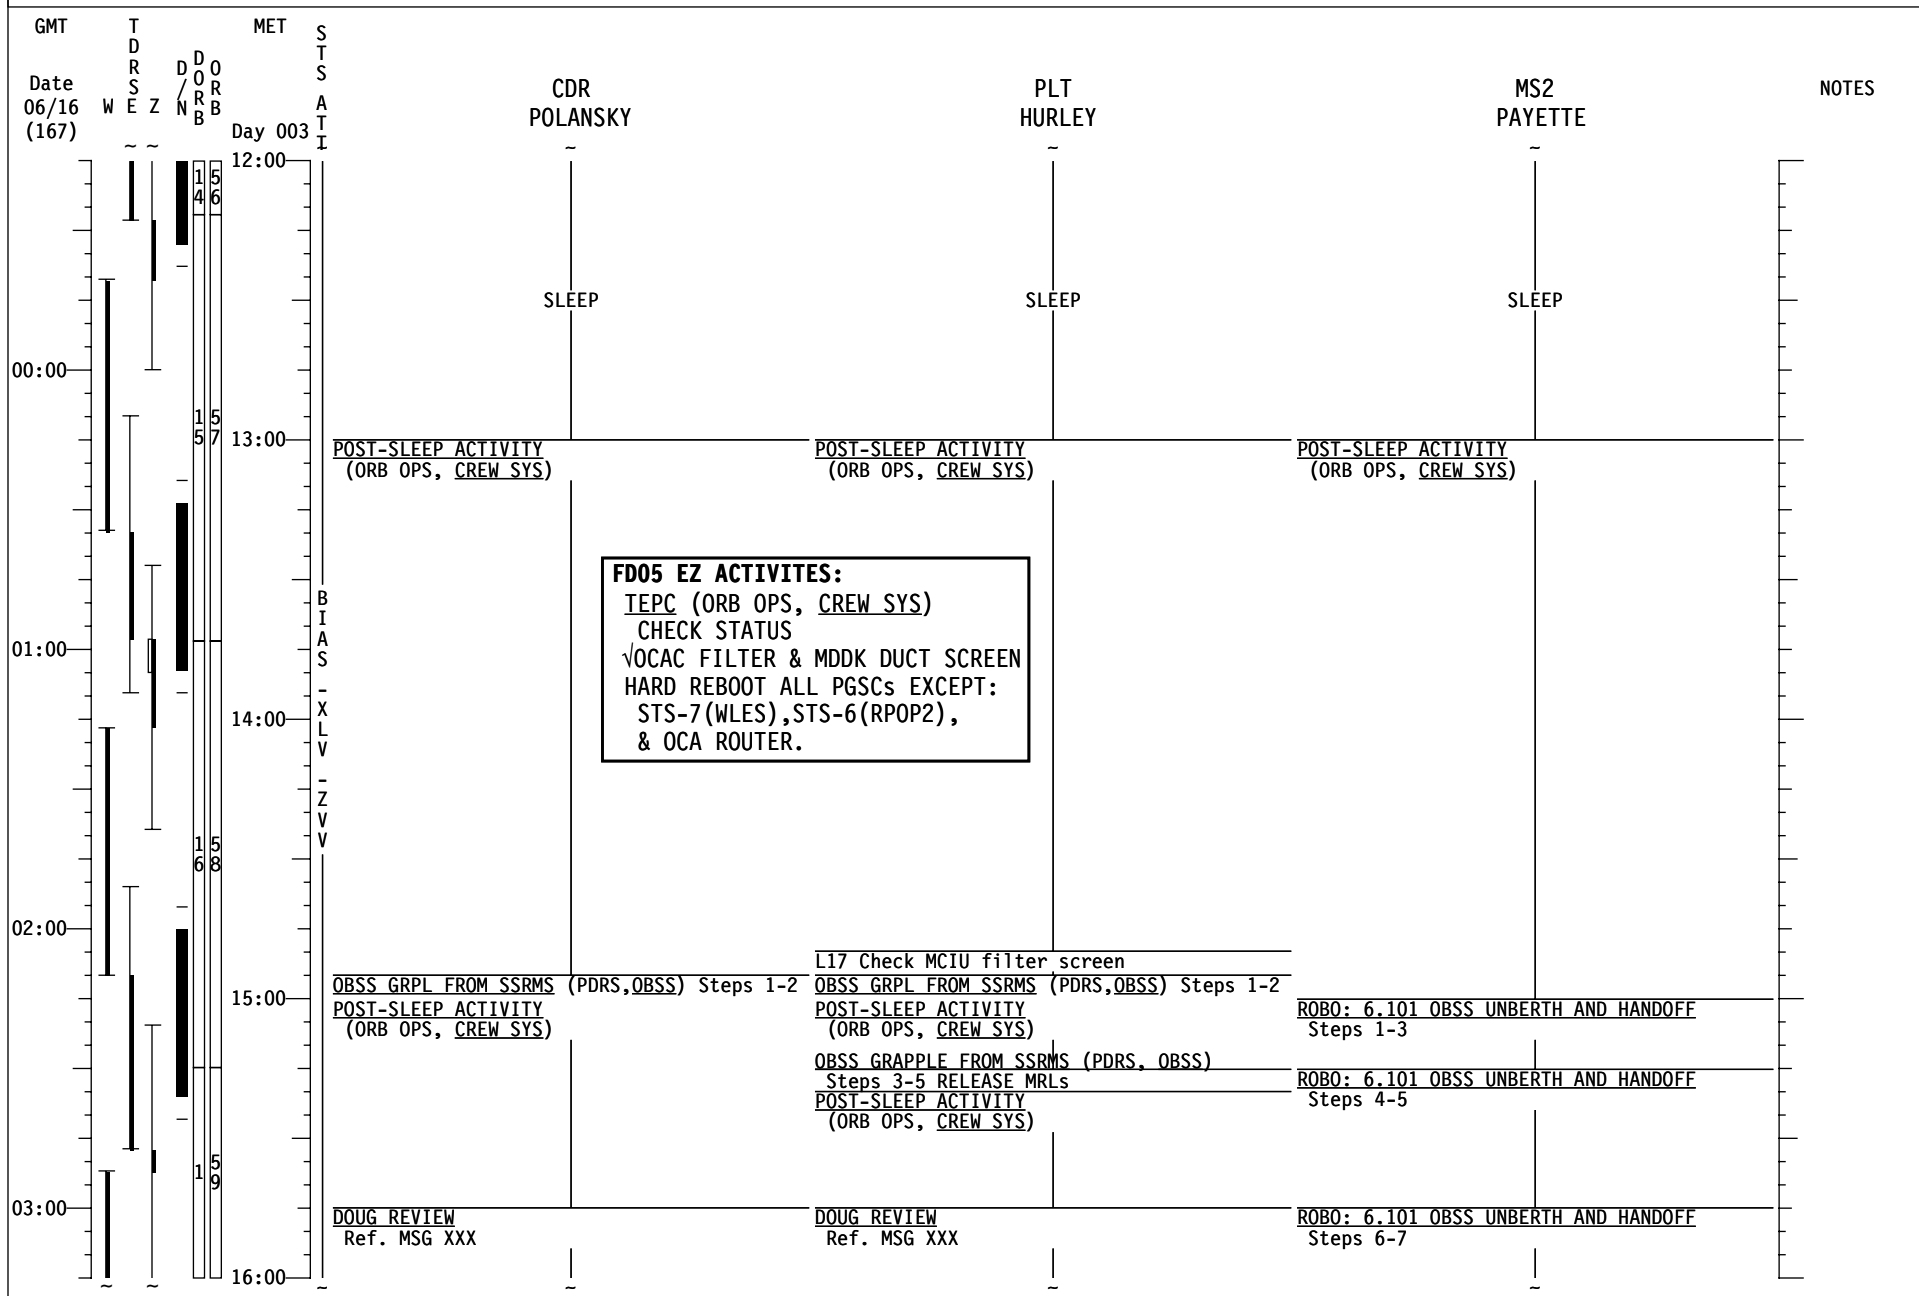 GMT
Date
06/16
(167)
TDRS
W E Z
D/N
DORB
ORB
MET
Day 003
STS ATT
CDR
POLANSKY
PLT
HURLEY
MS2
PAYETTE
NOTES
~ ~ ~ ~ ~
12:00
14 56
SLEEP SLEEP SLEEP
00:00
15 57
13:00
POST-SLEEP ACTIVITY
(ORB OPS, CREW SYS)
POST-SLEEP ACTIVITY
(ORB OPS, CREW SYS)
POST-SLEEP ACTIVITY
(ORB OPS, CREW SYS)
FD05 EZ ACTIVITES:
TEPC (ORB OPS, CREW SYS)
CHECK STATUS
√OCAC FILTER & MDDK DUCT SCREEN
HARD REBOOT ALL PGSCs EXCEPT:
STS-7(WLES),STS-6(RPOP2),
& OCA ROUTER.
BIAS -XLV -ZVV
01:00
14:00
16 58
02:00
L17 Check MCIU filter screen
OBSS GRPL FROM SSRMS (PDRS,OBSS) Steps 1-2
OBSS GRPL FROM SSRMS (PDRS,OBSS) Steps 1-2
15:00
POST-SLEEP ACTIVITY
(ORB OPS, CREW SYS)
POST-SLEEP ACTIVITY
(ORB OPS, CREW SYS)
ROBO: 6.101 OBSS UNBERTH AND HANDOFF
Steps 1-3
OBSS GRAPPLE FROM SSRMS (PDRS, OBSS)
Steps 3-5 RELEASE MRLs
POST-SLEEP ACTIVITY
(ORB OPS, CREW SYS)
ROBO: 6.101 OBSS UNBERTH AND HANDOFF
Steps 4-5
1 59
03:00
DOUG REVIEW
Ref. MSG XXX
DOUG REVIEW
Ref. MSG XXX
ROBO: 6.101 OBSS UNBERTH AND HANDOFF
Steps 6-7
16:00
~ ~ ~ ~ ~ ~